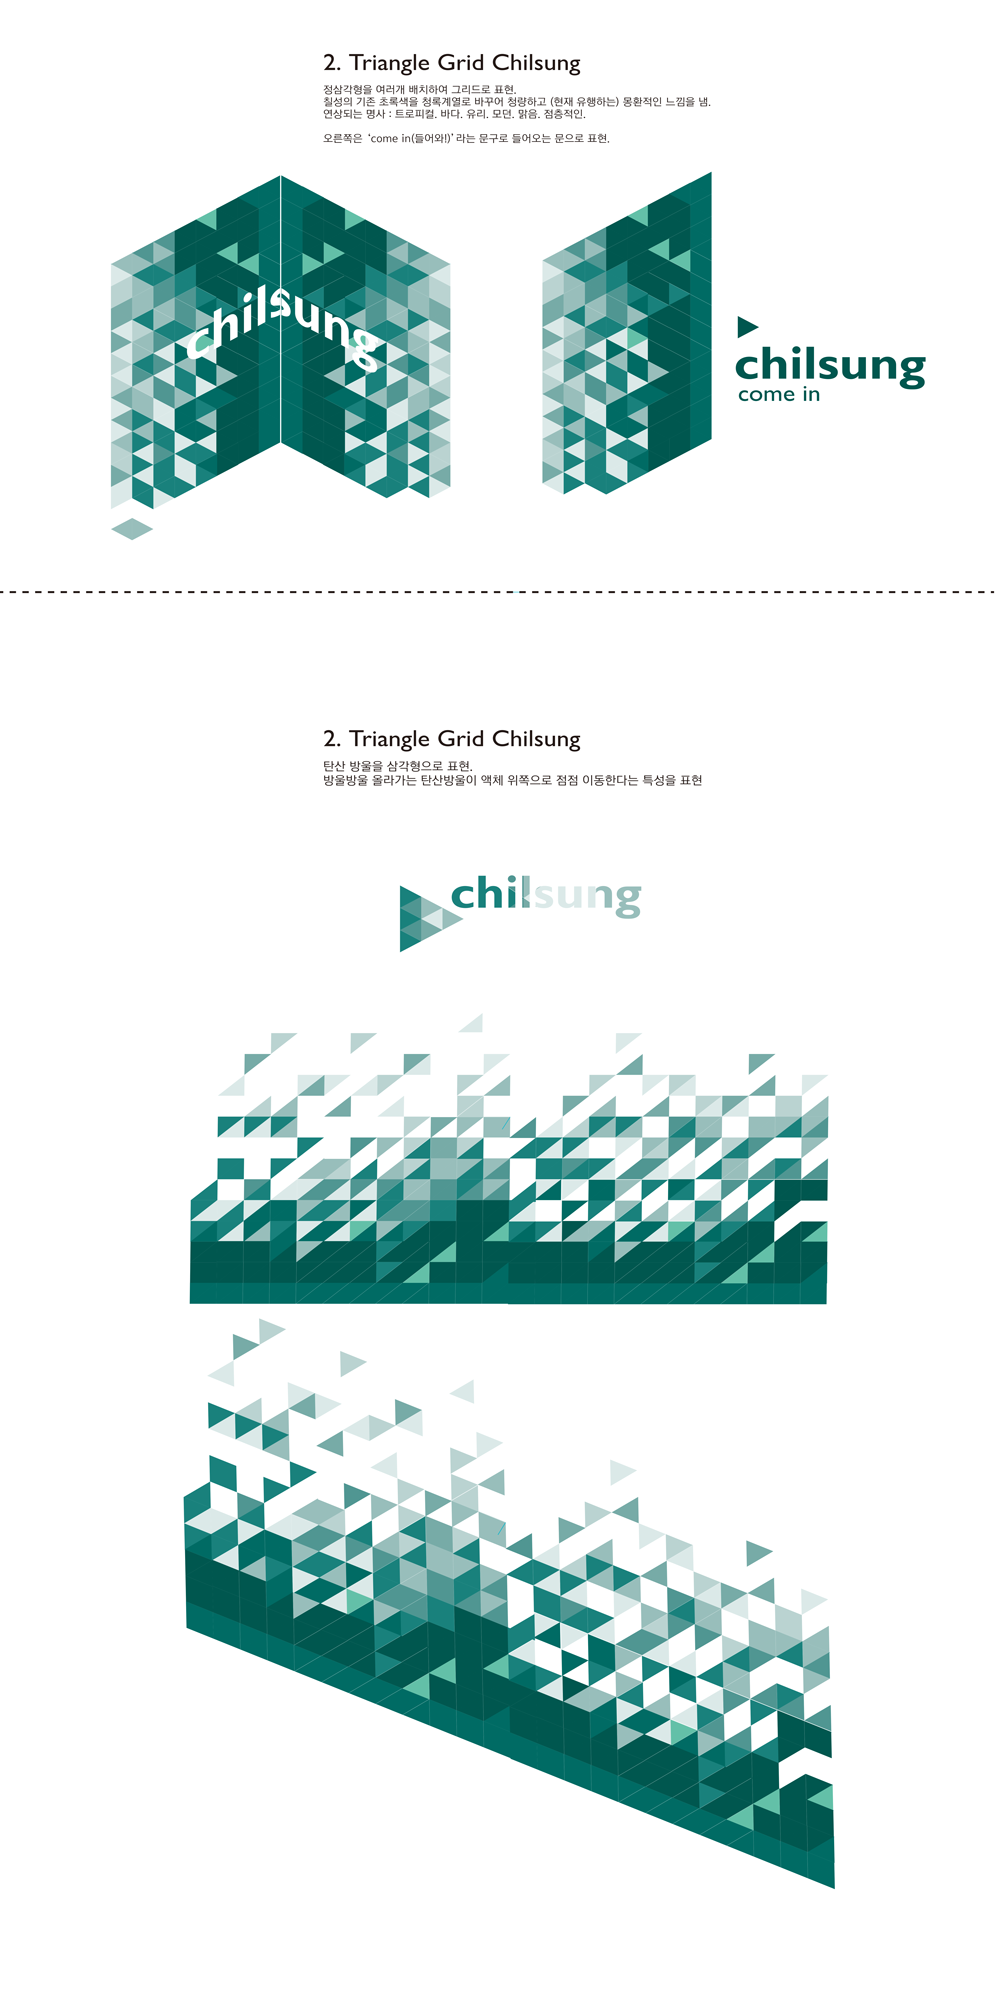 2. Triangle Grid Chilsung
정삼각형을 여러개 배치하여 그리드로 표현.
칠성의 기존 초록색을 청록계열로 바꾸어 청량하고 (현재 유행하는) 몽환적인 느낌을 냄.
연상되는 명사 : 트로피컬. 바다. 유리. 모던. 맑음. 점층적인.
오른쪽은 ‘come in(들어와!)’ 라는 문구로 들어오는 문으로 표현.
chilsung
chilsung
come in
2. Triangle Grid Chilsung
탄산 방울을 삼각형으로 표현.
방울방울 올라가는 탄산방울이 액체 위쪽으로 점점 이동한다는 특성을 표현
chilsung